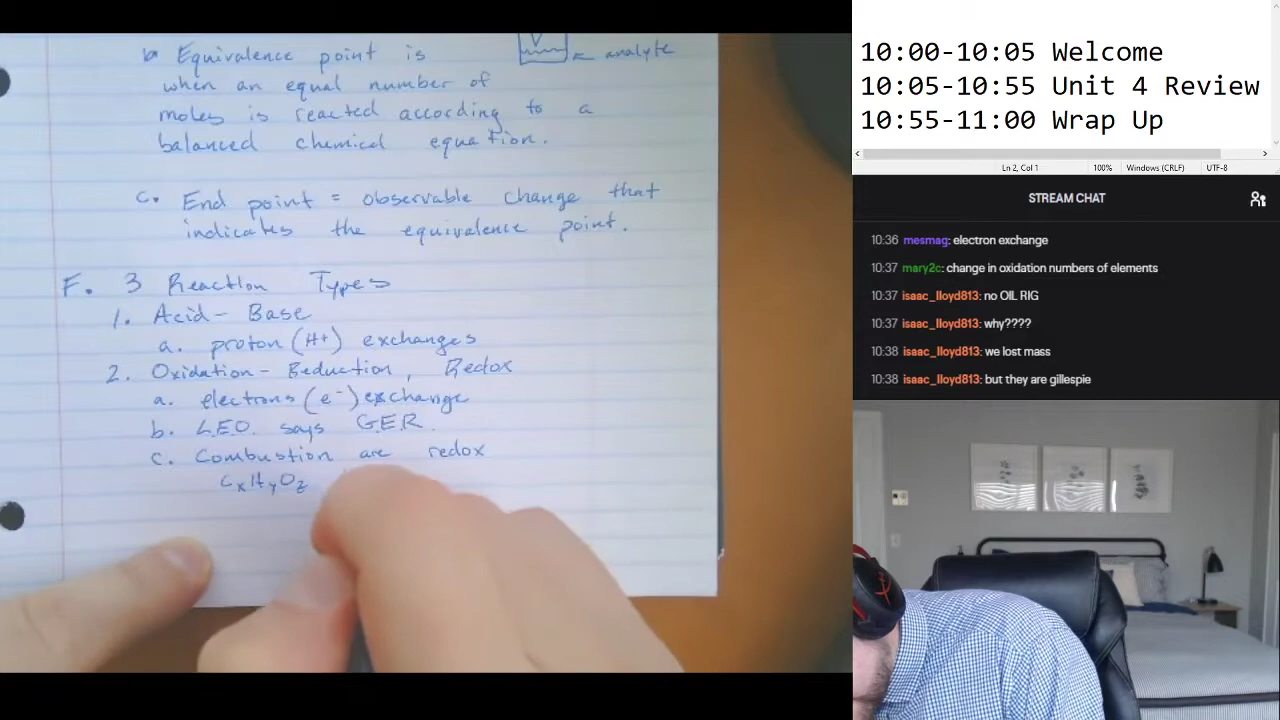 b Equivalence point is
when an equal number of
moles is reacted according to a
balanced chemical equation.
V
← analyte
c. End point = observable change that
indicates the equivalence point.
F. 3 Reaction Types
1. Acid - Base
a. proton (H+) exchanges
2. Oxidation - Reduction, Redox
a. electrons (e-) exchange
b. L.E.O. says G.E.R.
c. Combustion are redox
CxHyOz
10:00-10:05 Welcome
10:05-10:55 Unit 4 Review
10:55-11:00 Wrap Up
Ln 2, Col 1 100% Windows (CRLF) UTF-8
STREAM CHAT
10:36 mesmag: electron exchange
10:37 mary2c: change in oxidation numbers of elements
10:37 isaac_lloyd813: no OIL RIG
10:37 isaac_lloyd813: why????
10:38 isaac_lloyd813: we lost mass
10:38 isaac_lloyd813: but they are gillespie